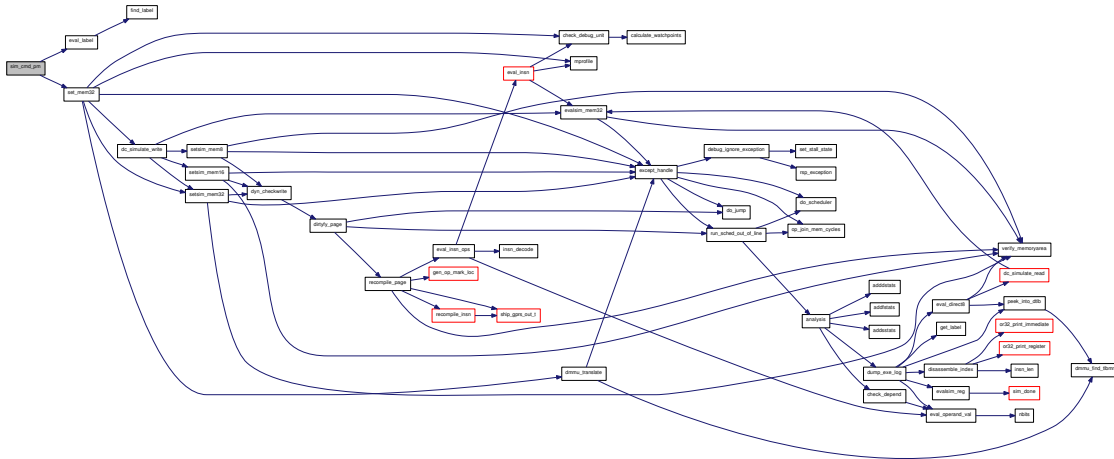 find_label
eval_label
sim_cmd_pm
set_mem32
check_debug_unit
calculate_watchpoints
mprofile
eval_insn
evalsim_mem32
dc_simulate_write
setsim_mem8
setsim_mem16
setsim_mem32
dyn_checkwrite
debug_ignore_exception
set_stall_state
rsp_exception
except_handle
do_scheduler
do_jump
op_join_mem_cycles
run_sched_out_of_line
dirtyfy_page
eval_insn_ops
insn_decode
verify_memoryarea
recompile_page
gen_op_mark_loc
dc_simulate_read
recompile_insn
ship_gprs_out_t
adddstats
addfstats
addsstats
analysis
eval_direct8
peek_into_dtlb
get_label
or32_print_immediate
or32_print_register
dmmu_translate
dump_exe_log
disassemble_index
insn_len
check_depend
evalsim_reg
sim_done
eval_operand_val
nbits